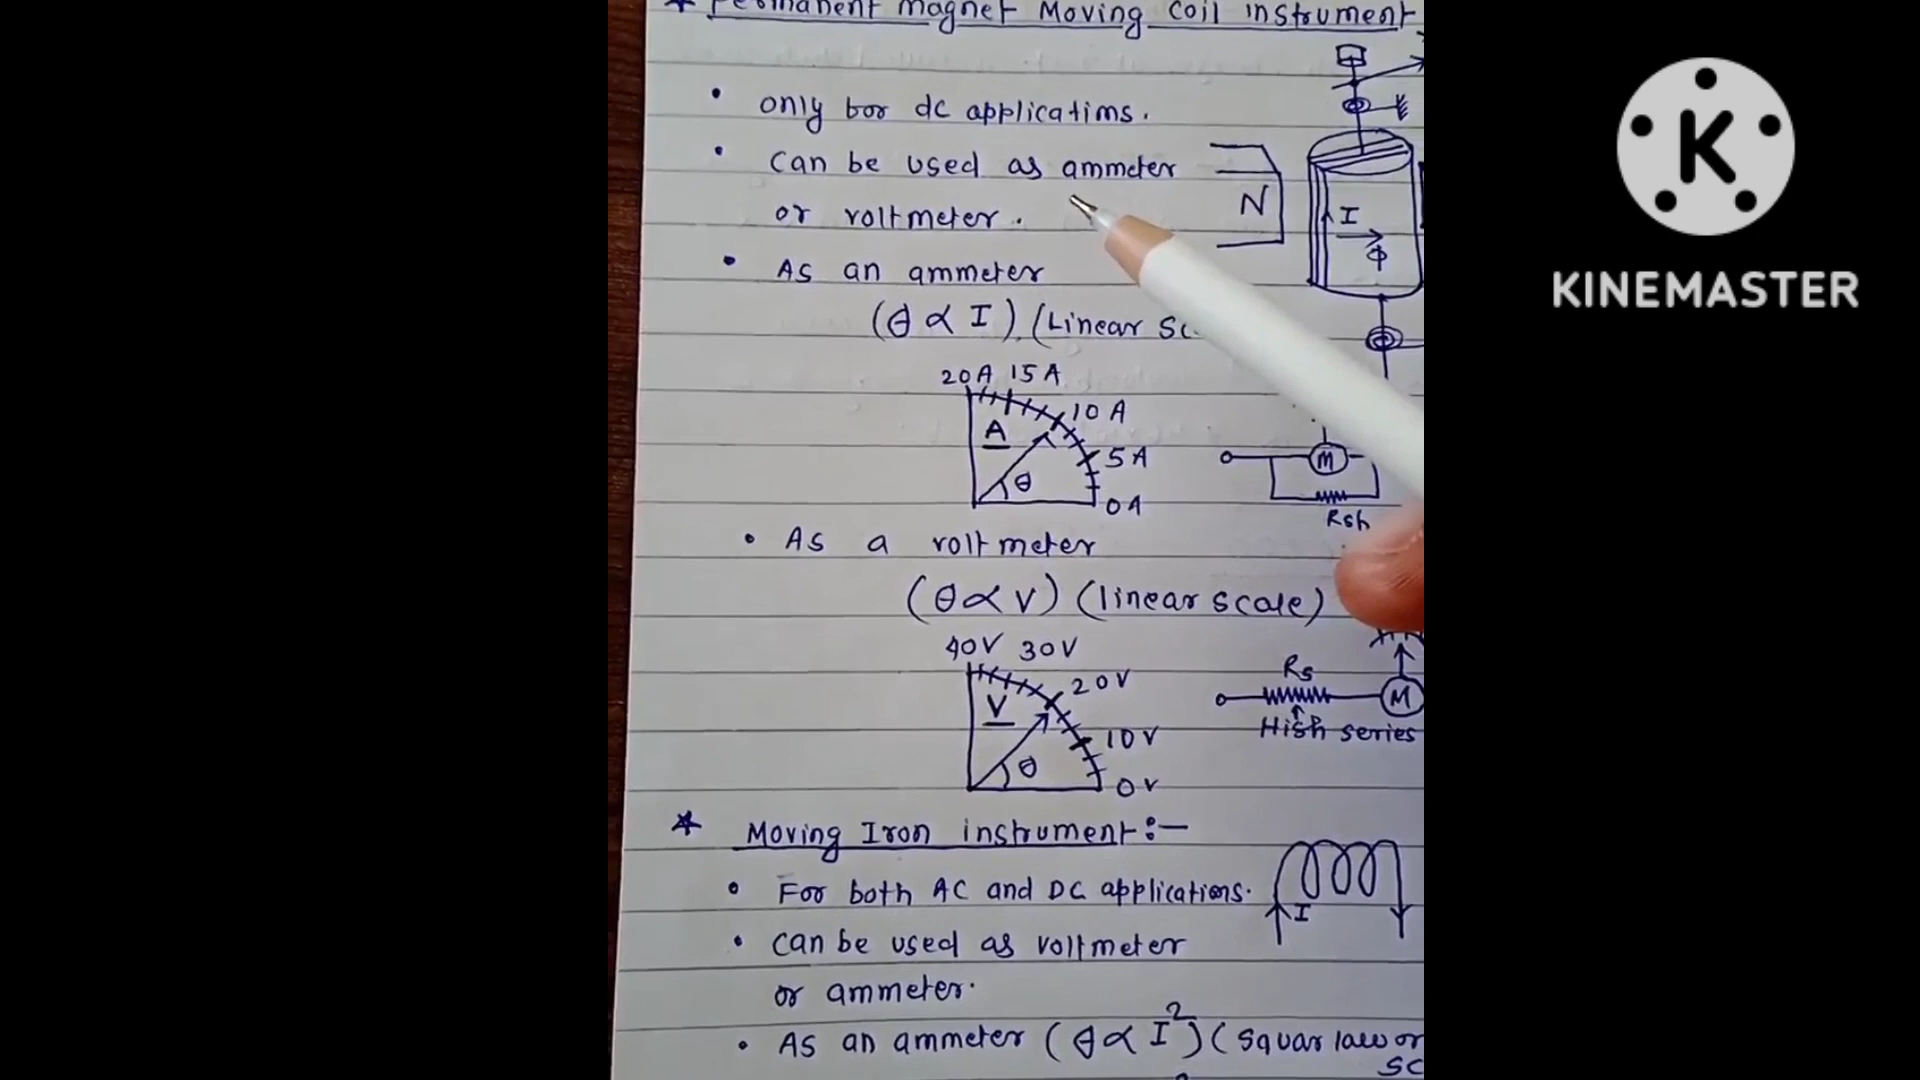 * Permanent Magnet Moving Coil instrument
• only for dc applications.
• can be used as ammeter
or voltmeter.
• As an ammeter
(θ ∝ I) (Linear
20A 15A
10A
5A
0A
A
θ
N
I
Φ
M
Rsh
• As a voltmeter
(θ ∝ V) (linear scale)
40V 30V
20V
10V
0V
V
θ
Rs
M
High series
* Moving Iron instrument:-
• For both AC and DC applications.
• can be used as voltmeter
or ammeter.
• As an ammeter (θ ∝ I²) (Squar law or
I
K
KINEMASTER